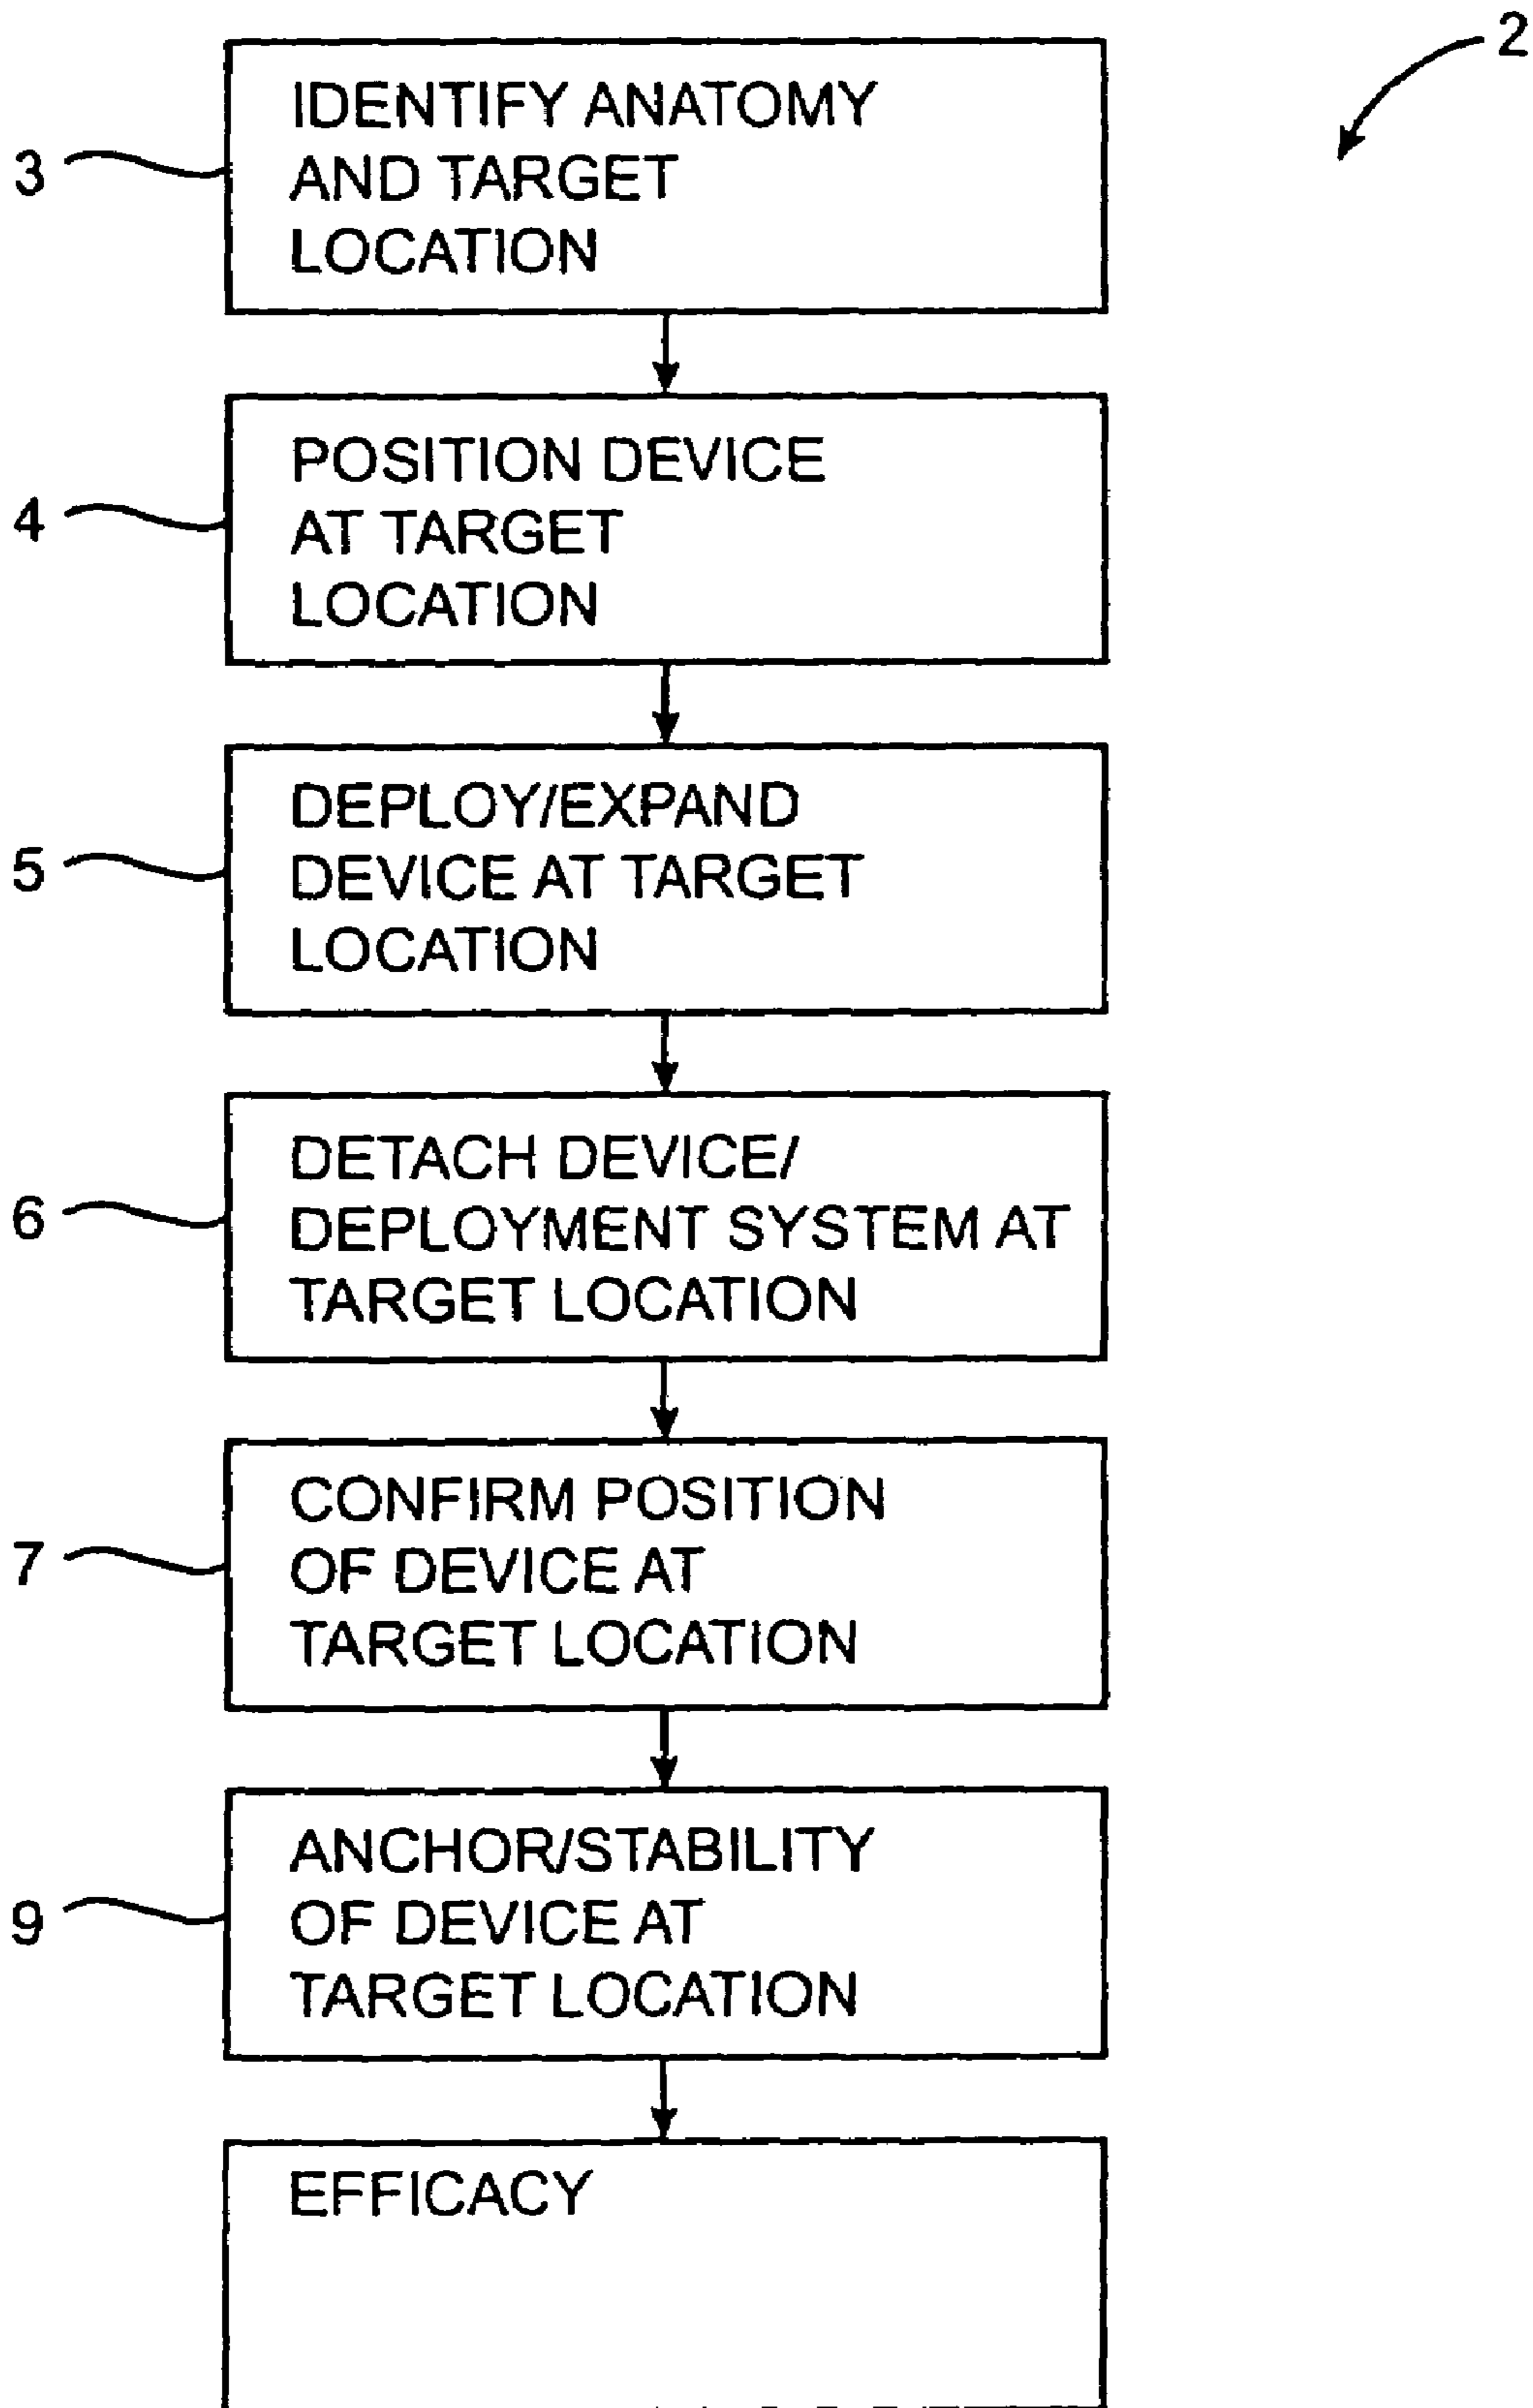 2
3
IDENTIFY ANATOMY
AND TARGET
LOCATION
4
POSITION DEVICE
AT TARGET
LOCATION
5
DEPLOY/EXPAND
DEVICE AT TARGET
LOCATION
6
DETACH DEVICE/
DEPLOYMENT SYSTEM AT
TARGET LOCATION
7
CONFIRM POSITION
OF DEVICE AT
TARGET LOCATION
9
ANCHOR/STABILITY
OF DEVICE AT
TARGET LOCATION
EFFICACY